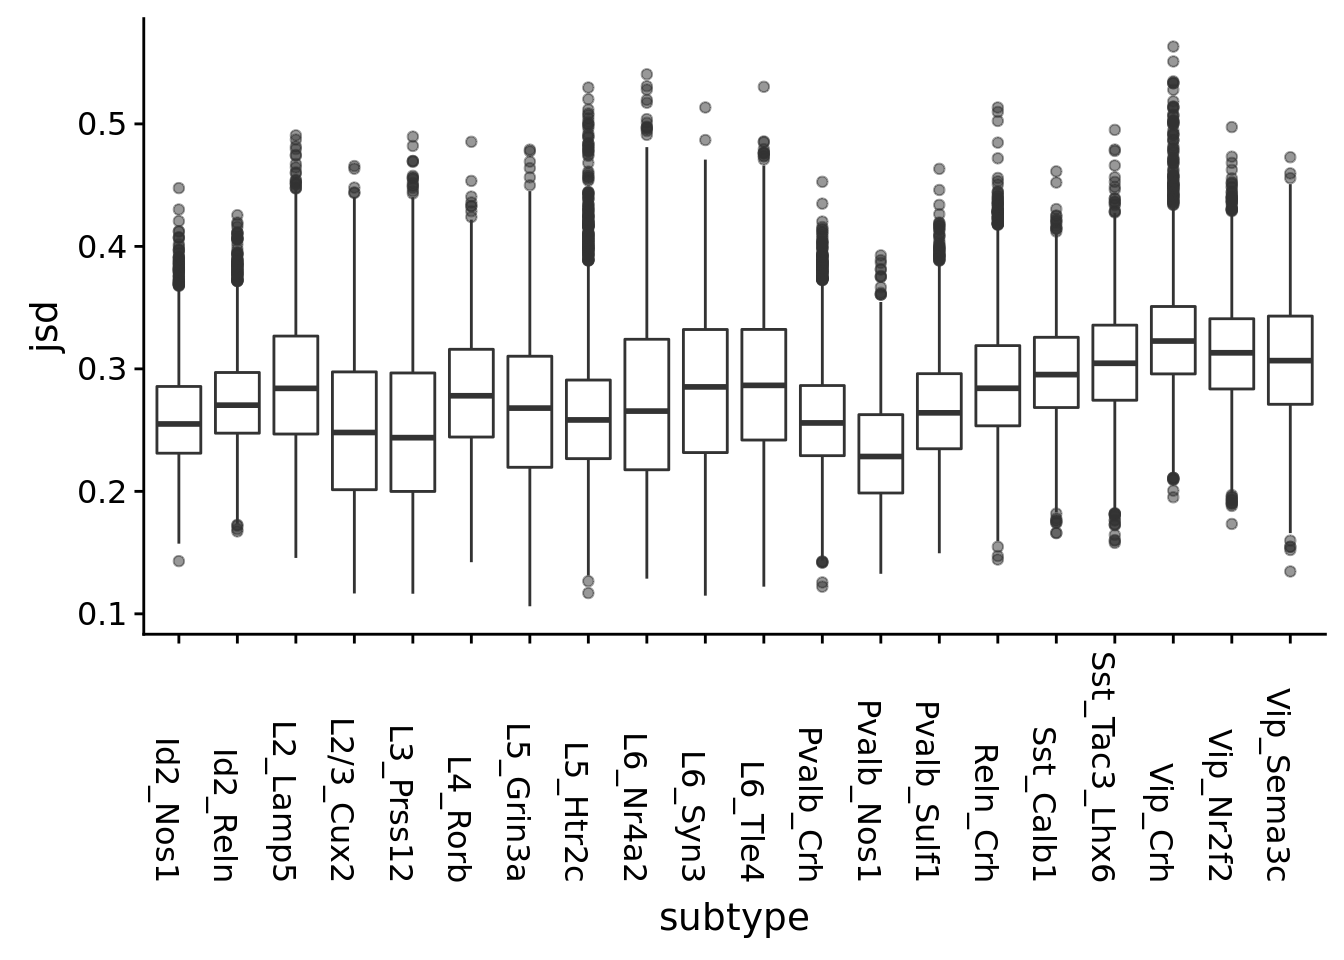 jsd
0.5
0.4
0.3
0.2
0.1
Id2_Nos1
Id2_Reln
L2_Lamp5
L2/3_Cux2
L3_Prss12
L4_Rorb
L5_Grin3a
L5_Htr2c
L6_Nr4a2
L6_Syn3
L6_Tle4
Pvalb_Crh
Pvalb_Nos1
Pvalb_Sulf1
Reln_Crh
Sst_Calb1
Sst_Tac3_Lhx6
Vip_Crh
Vip_Nr2f2
Vip_Sema3c
subtype